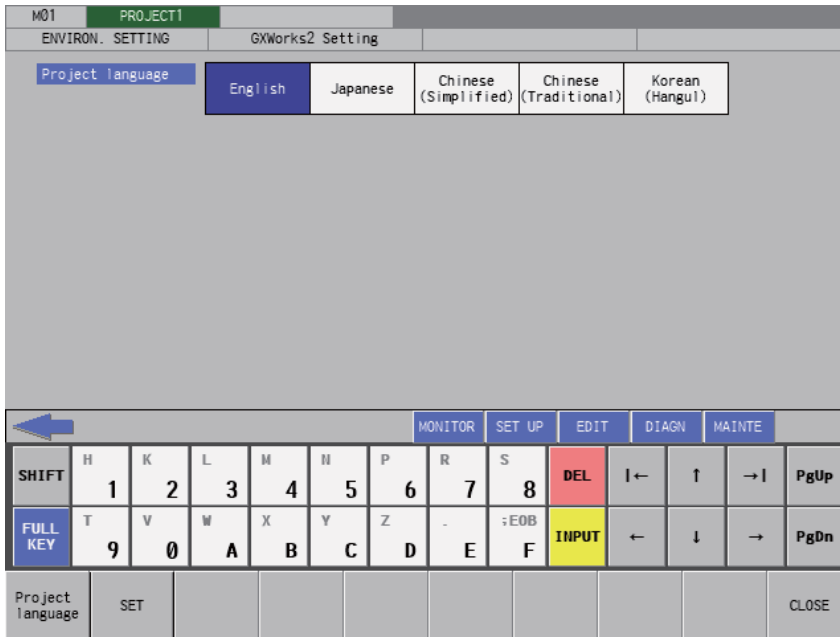 M01 PROJECT1
ENVIRON. SETTING GXWorks2 Setting
Project language
English Japanese Chinese (Simplified) Chinese (Traditional) Korean (Hangul)
MONITOR SET UP EDIT DIAGN MAINTE
SHIFT H 1 K 2 L 3 M 4 N 5 P 6 R 7 S 8 DEL |← ↑ →| PgUp
FULL KEY T 9 V 0 W A X B Y C Z D . E ;EOB F INPUT ← ↓ → PgDn
Project language SET CLOSE